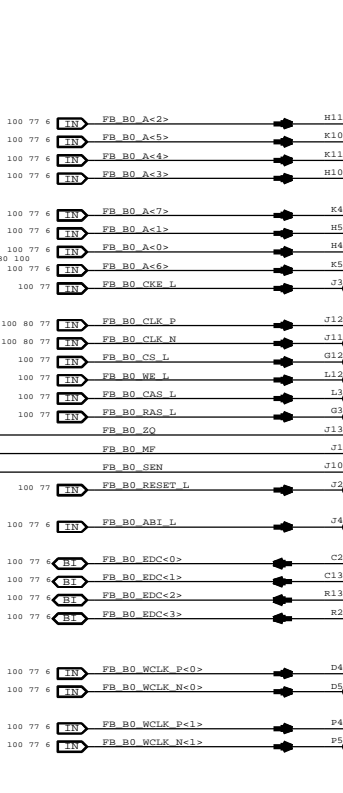 100 77 6 IN FB_B0_A<2> H11
100 77 6 IN FB_B0_A<5> K10
100 77 6 IN FB_B0_A<4> K11
100 77 6 IN FB_B0_A<3> H10
100 77 6 IN FB_B0_A<7> K4
100 77 6 IN FB_B0_A<1> H5
100 77 6 IN FB_B0_A<0> H4
80 100
100 77 6 IN FB_B0_A<6> K5
100 77 IN FB_B0_CKE_L J3
100 80 77 IN FB_B0_CLK_P J12
100 80 77 IN FB_B0_CLK_N J11
100 77 IN FB_B0_CS_L G12
100 77 IN FB_B0_WE_L L12
100 77 IN FB_B0_CAS_L L3
100 77 IN FB_B0_RAS_L G3
FB_B0_ZQ J13
FB_B0_MF J1
FB_B0_SEN J10
100 77 IN FB_B0_RESET_L J2
100 77 6 IN FB_B0_ABI_L J4
100 77 6 BI FB_B0_EDC<0> C2
100 77 6 BI FB_B0_EDC<1> C13
100 77 6 BI FB_B0_EDC<2> R13
100 77 6 BI FB_B0_EDC<3> R2
100 77 6 IN FB_B0_WCLK_P<0> D4
100 77 6 IN FB_B0_WCLK_N<0> D5
100 77 6 IN FB_B0_WCLK_P<1> P4
100 77 6 IN FB_B0_WCLK_N<1> P5